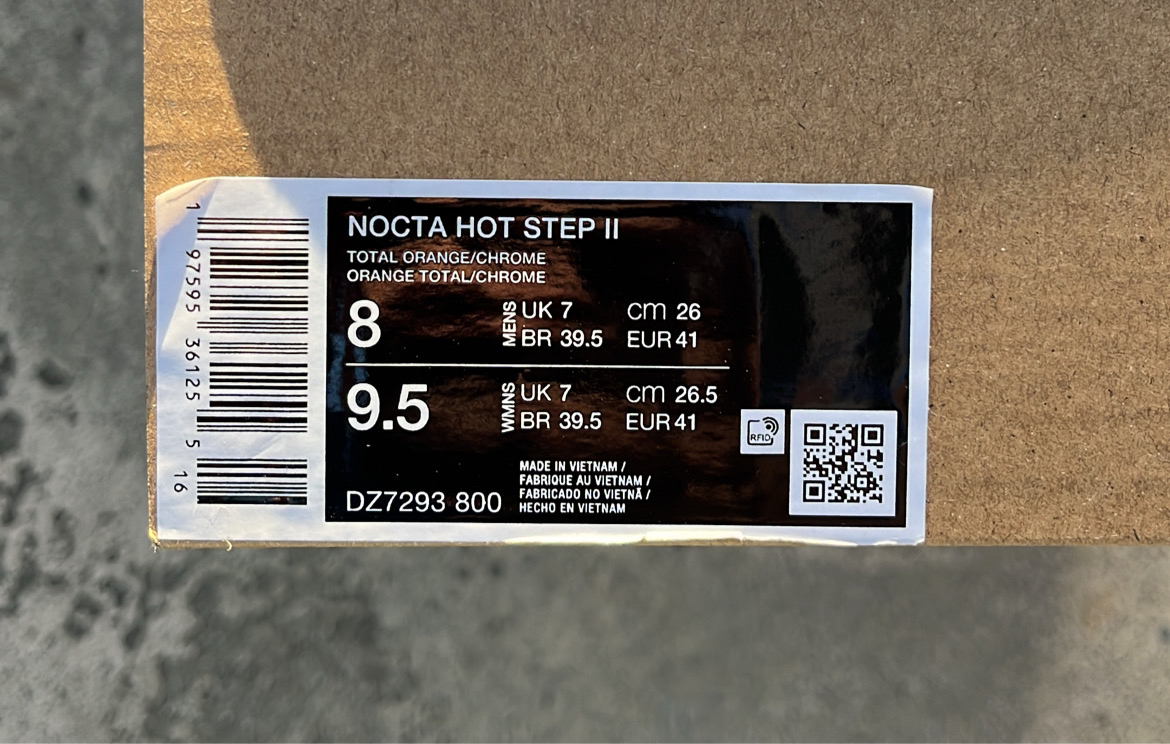 1 97595 36125 5 16
NOCTA HOT STEP II
TOTAL ORANGE/CHROME
ORANGE TOTAL/CHROME
8 MENS UK 7 cm 26
BR 39.5 EUR 41
9.5 WMNS UK 7 cm 26.5
BR 39.5 EUR 41
RFID
DZ7293 800
MADE IN VIETNAM /
FABRIQUE AU VIETNAM /
FABRICADO NO VIETNÃ /
HECHO EN VIETNAM